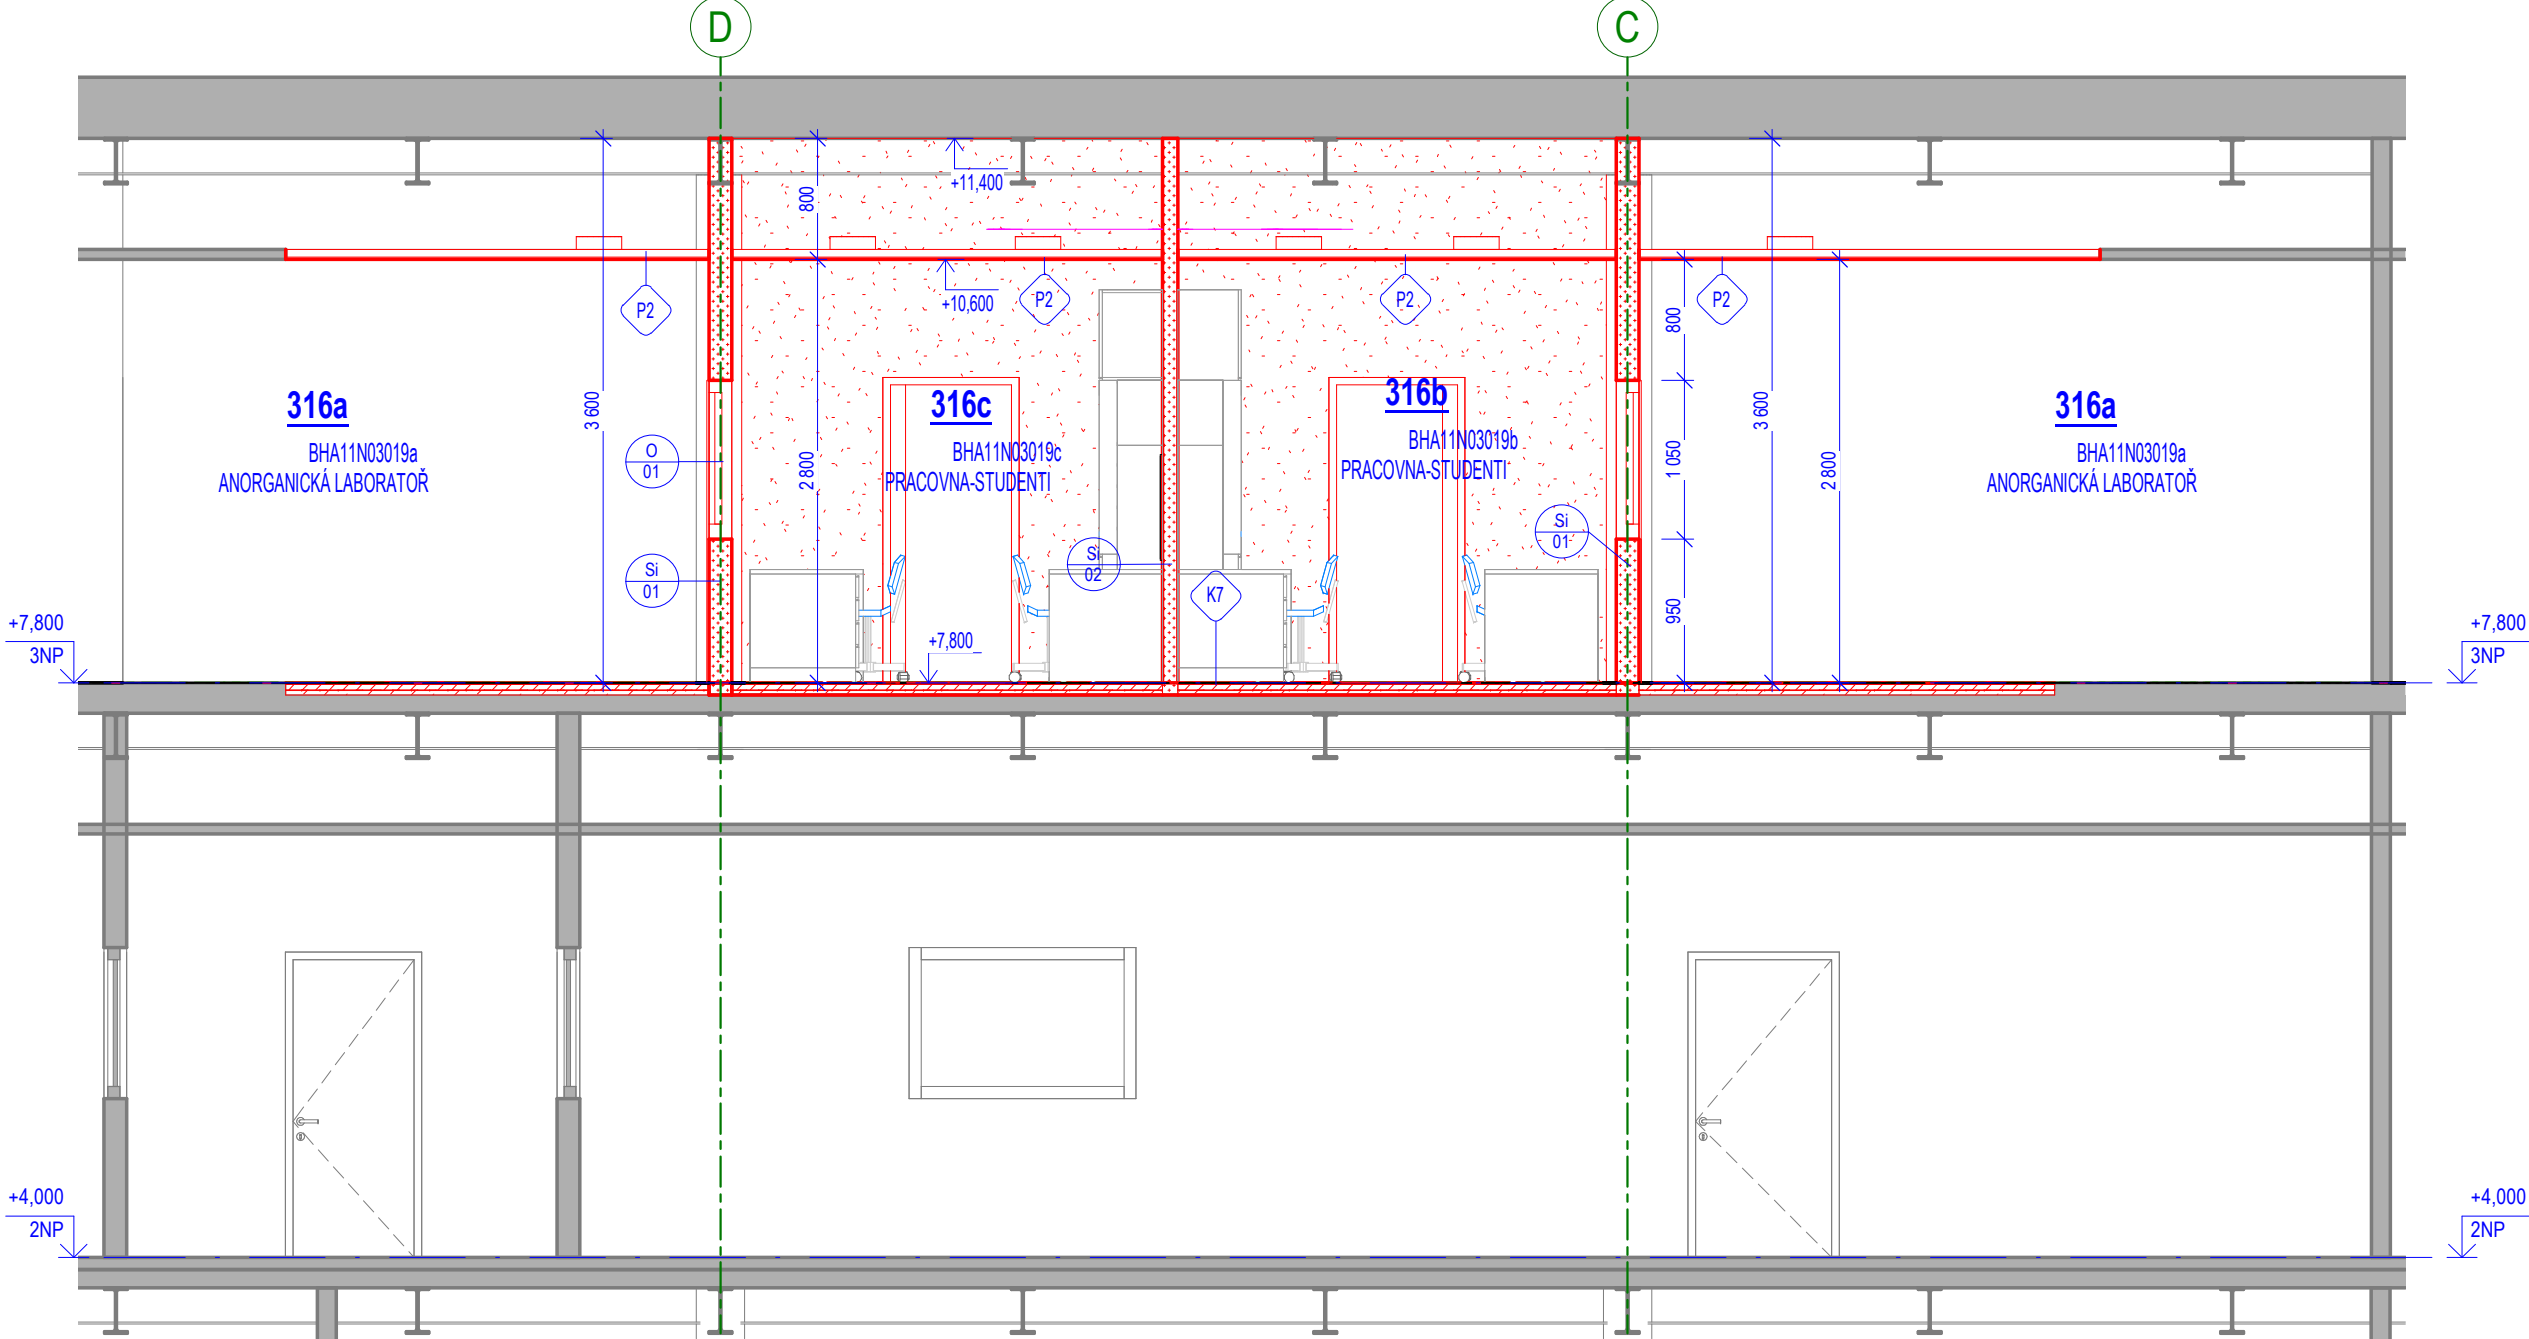 D
C
+11,400
800
+10,600
P2
P2
P2
P2
800
3 600
2 800
3 600
2 800
1 050
950
316a
BHA11N03019a
ANORGANICKÁ LABORATOŘ
316c
BHA11N03019c
PRACOVNA-STUDENTI
316b
BHA11N03019b
PRACOVNA-STUDENTI
316a
BHA11N03019a
ANORGANICKÁ LABORATOŘ
O
01
Si
01
Si
02
Si
01
K7
+7,800
+7,800
3NP
+7,800
3NP
+4,000
2NP
+4,000
2NP